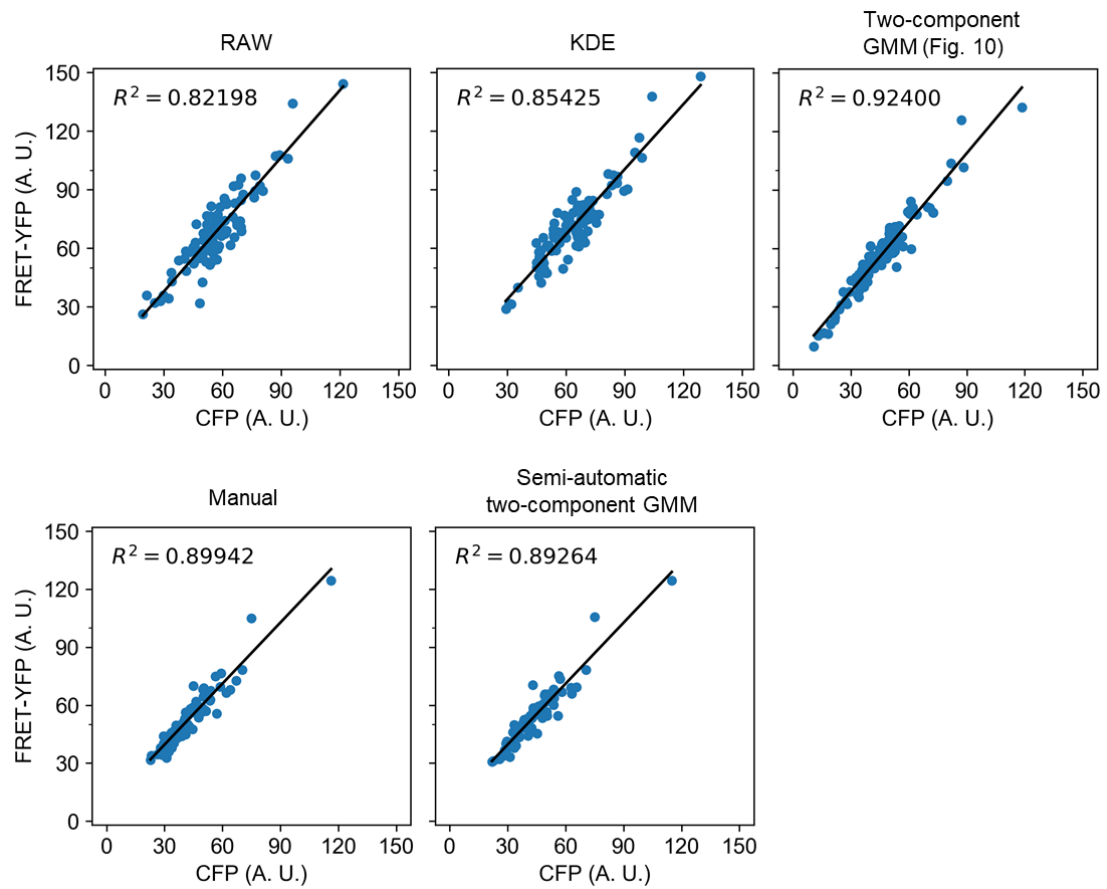 RAW
KDE
Two-component
GMM (Fig. 10)
150
120
90
60
30
0
FRET-YFP (A. U.)
R² = 0.82198
R² = 0.85425
R² = 0.92400
0 30 60 90 120 150
0 30 60 90 120 150
0 30 60 90 120 150
CFP (A. U.)
CFP (A. U.)
CFP (A. U.)
Manual
Semi-automatic
two-component GMM
150
120
90
60
30
0
FRET-YFP (A. U.)
R² = 0.89942
R² = 0.89264
0 30 60 90 120 150
0 30 60 90 120 150
CFP (A. U.)
CFP (A. U.)